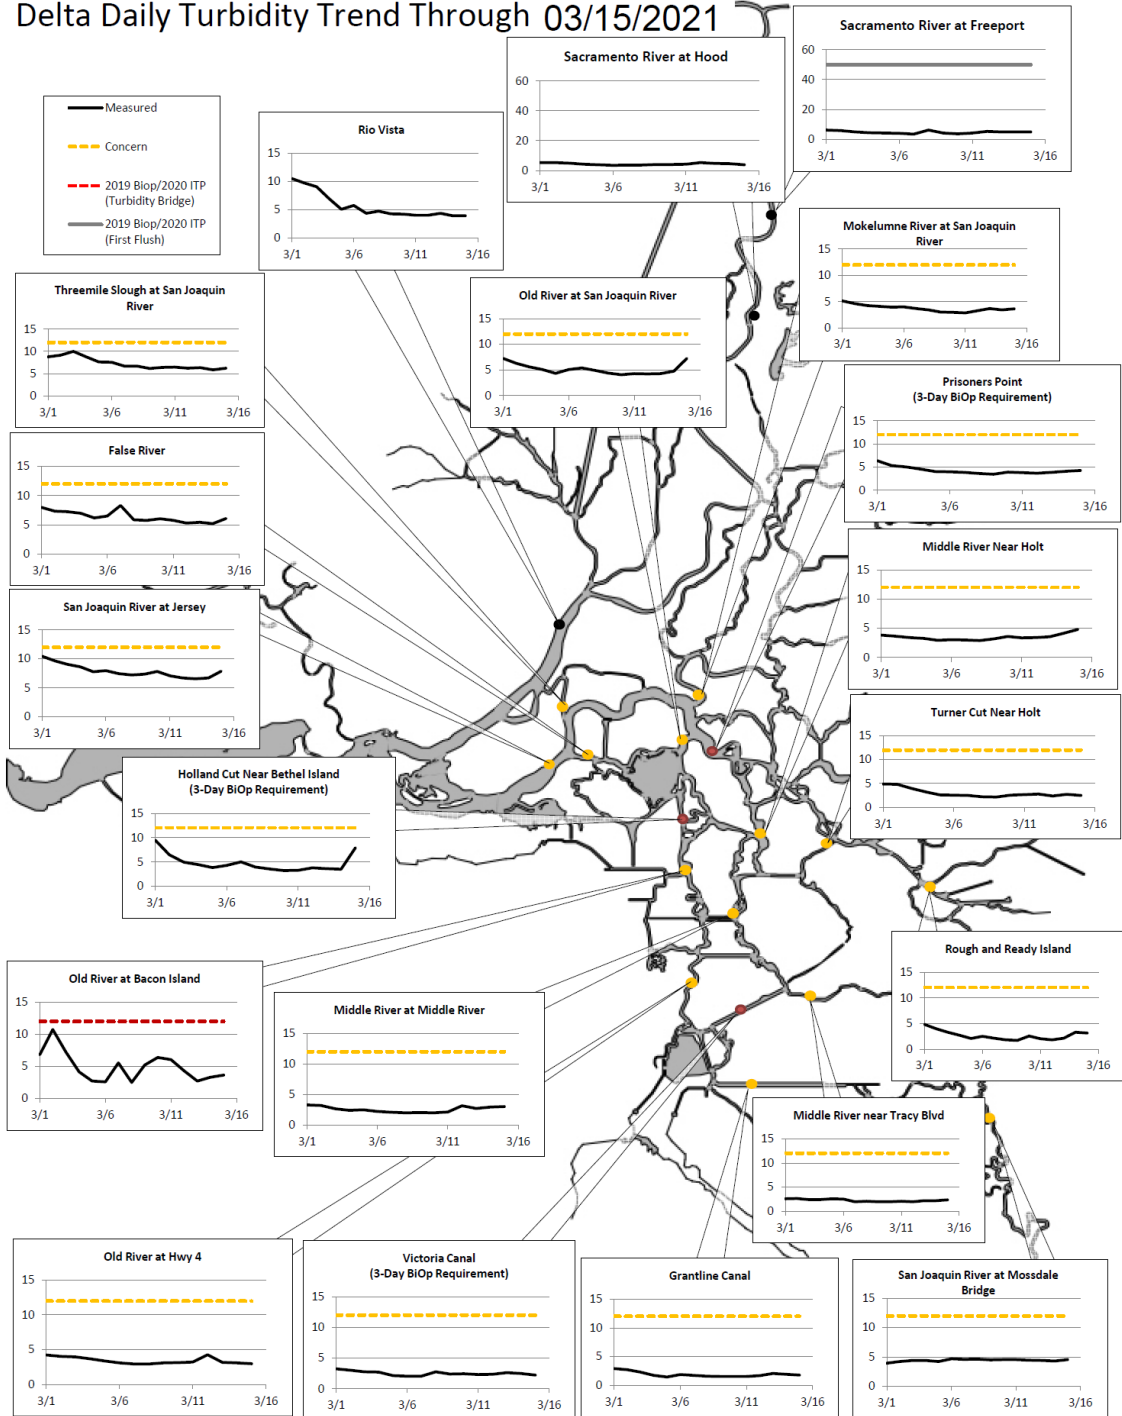 Delta Daily Turbidity Trend Through 03/15/2021
Measured
Concern
2019 Biop/2020 ITP
(Turbidity Bridge)
2019 Biop/2020 ITP
(First Flush)
Rio Vista
15
10
5
0
3/1 3/6 3/11 3/16
Sacramento River at Hood
60
40
20
0
3/1 3/6 3/11 3/16
Sacramento River at Freeport
60
40
20
0
3/1 3/6 3/11 3/16
Mokelumne River at San Joaquin
River
15
10
5
0
3/1 3/6 3/11 3/16
Threemile Slough at San Joaquin
River
15
10
5
0
3/1 3/6 3/11 3/16
Old River at San Joaquin River
15
10
5
0
3/1 3/6 3/11 3/16
Prisoners Point
(3-Day BiOp Requirement)
15
10
5
0
3/1 3/6 3/11 3/16
False River
15
10
5
0
3/1 3/6 3/11 3/16
Middle River Near Holt
15
10
5
0
3/1 3/6 3/11 3/16
San Joaquin River at Jersey
15
10
5
0
3/1 3/6 3/11 3/16
Turner Cut Near Holt
15
10
5
0
3/1 3/6 3/11 3/16
Holland Cut Near Bethel Island
(3-Day BiOp Requirement)
15
10
5
0
3/1 3/6 3/11 3/16
Rough and Ready Island
15
10
5
0
3/1 3/6 3/11 3/16
Old River at Bacon Island
15
10
5
0
3/1 3/6 3/11 3/16
Middle River at Middle River
15
10
5
0
3/1 3/6 3/11 3/16
Middle River near Tracy Blvd
15
10
5
0
3/1 3/6 3/11 3/16
Old River at Hwy 4
15
10
5
0
3/1 3/6 3/11 3/16
Victoria Canal
(3-Day BiOp Requirement)
15
10
5
0
3/1 3/6 3/11 3/16
Grantline Canal
15
10
5
0
3/1 3/6 3/11 3/16
San Joaquin River at Mossdale
Bridge
15
10
5
0
3/1 3/6 3/11 3/16